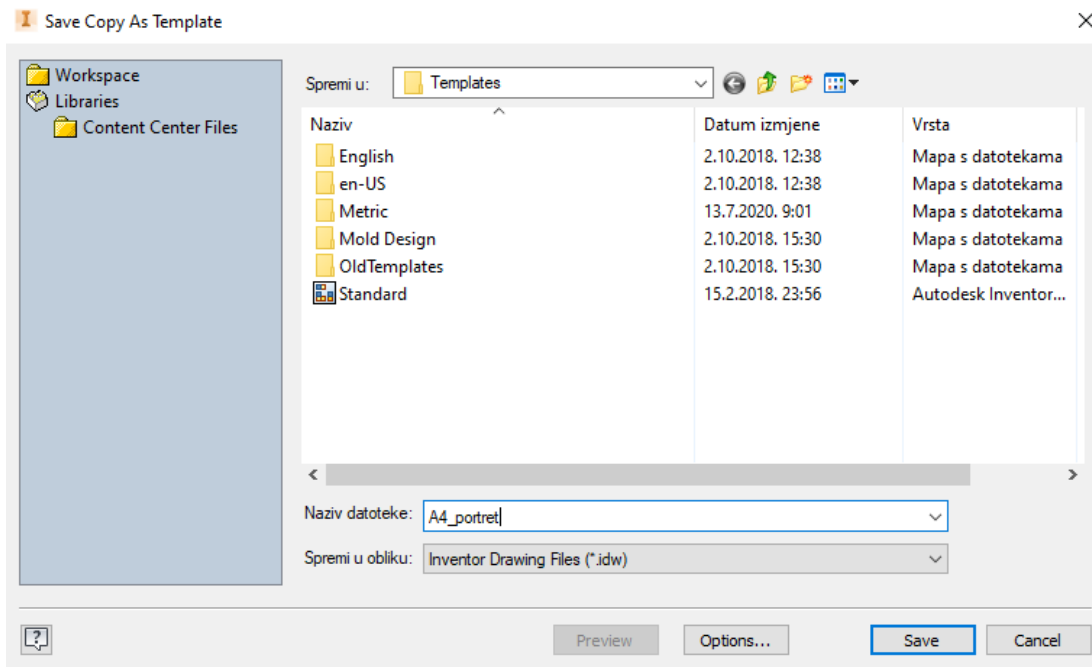 Save Copy As Template
Workspace
Libraries
Content Center Files
Spremi u: Templates
Naziv Datum izmjene Vrsta
English 2.10.2018. 12:38 Mapa s datotekama
en-US 2.10.2018. 12:38 Mapa s datotekama
Metric 13.7.2020. 9:01 Mapa s datotekama
Mold Design 2.10.2018. 15:30 Mapa s datotekama
OldTemplates 2.10.2018. 15:30 Mapa s datotekama
Standard 15.2.2018. 23:56 Autodesk Inventor...
Naziv datoteke: A4_portret
Spremi u obliku: Inventor Drawing Files (*.idw)
Preview Options... Save Cancel